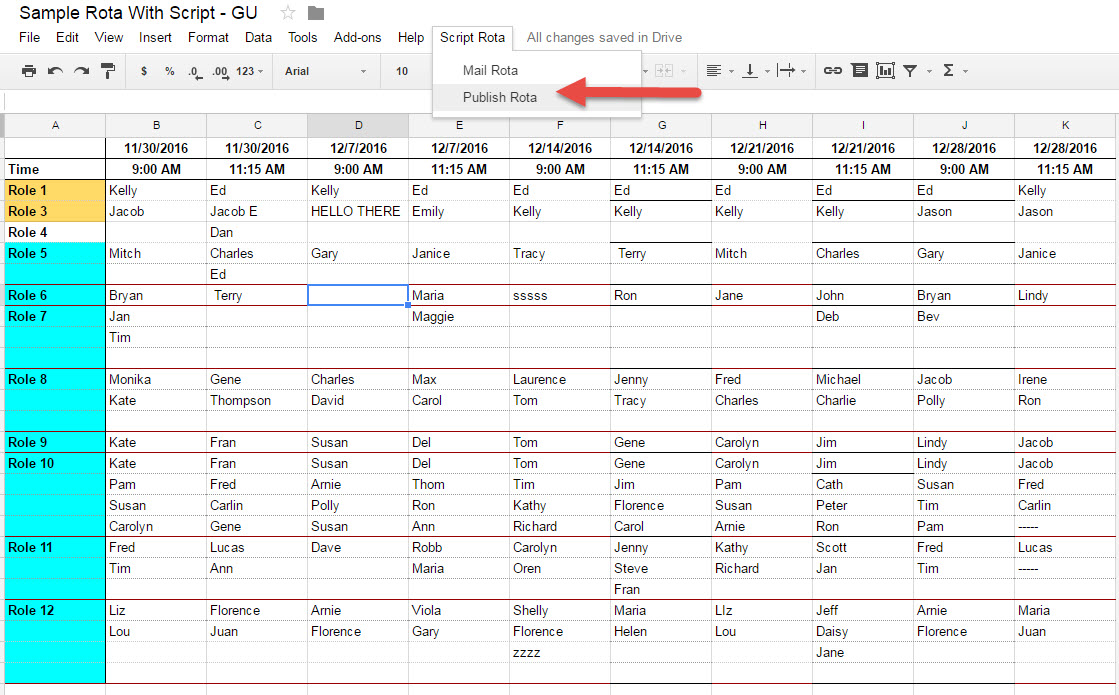 Sample Rota With Script - GU
File Edit View Insert Format Data Tools Add-ons Help Script Rota All changes saved in Drive
$ % .0 .00 123 Arial 10 Σ
Mail Rota
Publish Rota
A B C D E F G H I J K
11/30/2016 11/30/2016 12/7/2016 12/7/2016 12/14/2016 12/14/2016 12/21/2016 12/21/2016 12/28/2016 12/28/2016
Time 9:00 AM 11:15 AM 9:00 AM 11:15 AM 9:00 AM 11:15 AM 9:00 AM 11:15 AM 9:00 AM 11:15 AM
Role 1 Kelly Ed Kelly Ed Ed Ed Ed Ed Ed Kelly
Role 3 Jacob Jacob E HELLO THERE Emily Kelly Kelly Kelly Kelly Jason Jason
Role 4 Dan
Role 5 Mitch Charles Gary Janice Tracy Terry Mitch Charles Gary Janice
Ed
Role 6 Bryan Terry Maria sssss Ron Jane John Bryan Lindy
Role 7 Jan Maggie Deb Bev
Tim
Role 8 Monika Gene Charles Max Laurence Jenny Fred Michael Jacob Irene
Kate Thompson David Carol Tom Tracy Charles Charlie Polly Ron
Role 9 Kate Fran Susan Del Tom Gene Carolyn Jim Lindy Jacob
Role 10 Kate Fran Susan Del Tom Gene Carolyn Jim Lindy Jacob
Pam Fred Arnie Thom Tim Jim Pam Cath Susan Fred
Susan Carlin Polly Ron Kathy Florence Susan Peter Tim Carlin
Carolyn Gene Susan Ann Richard Carol Arnie Ron Pam -----
Role 11 Fred Lucas Dave Robb Carolyn Jenny Kathy Scott Fred Lucas
Tim Ann Maria Oren Steve Richard Jan Tim -----
Fran
Role 12 Liz Florence Arnie Viola Shelly Maria LIz Jeff Arnie Maria
Lou Juan Florence Gary Florence Helen Lou Daisy Florence Juan
zzzz Jane